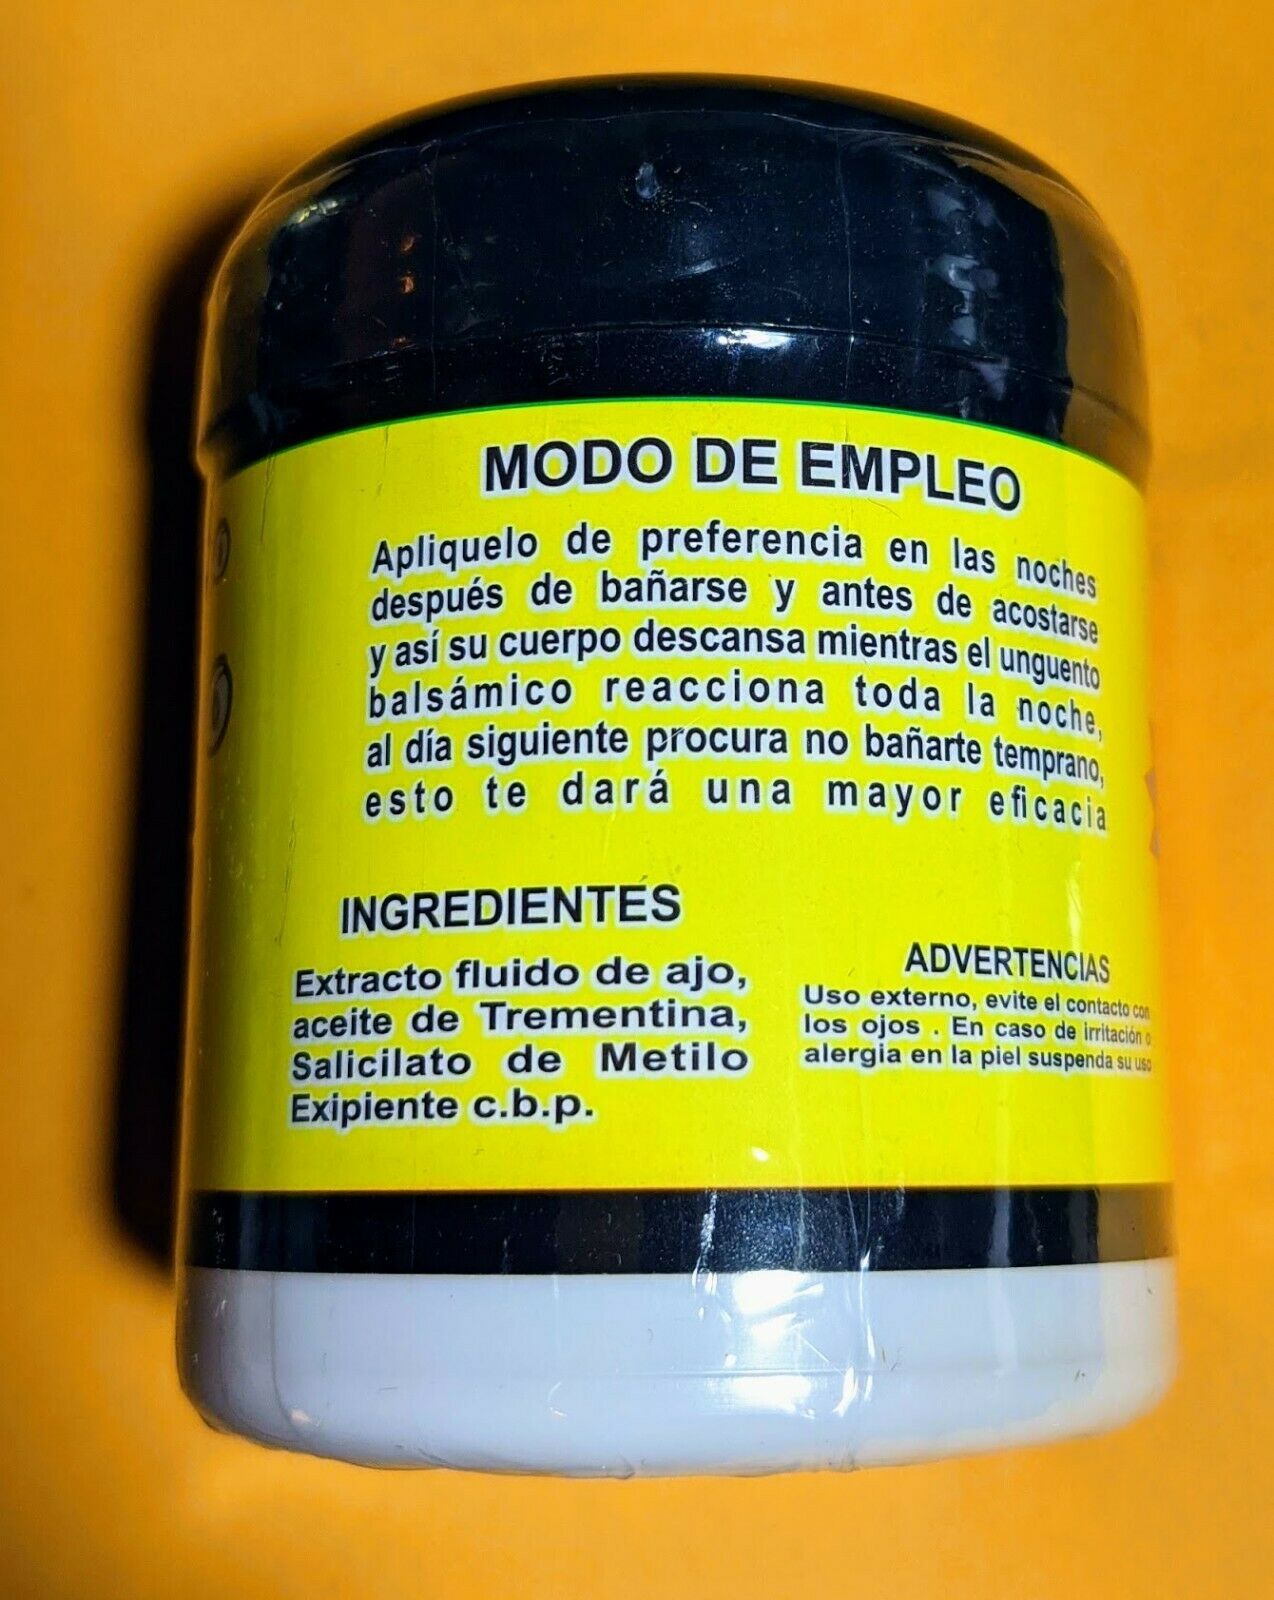 MODO DE EMPLEO
Apliquelo de preferencia en las noches
después de bañarse y antes de acostarse
y así su cuerpo descansa mientras el unguento
balsámico reacciona toda la noche,
al día siguiente procura no bañarte temprano,
esto te dará una mayor eficacia
INGREDIENTES
Extracto fluido de ajo,
aceite de Trementina,
Salicilato de Metilo
Exipiente c.b.p.
ADVERTENCIAS
Uso externo, evite el contacto con
los ojos . En caso de irritación o
alergia en la piel suspenda su uso